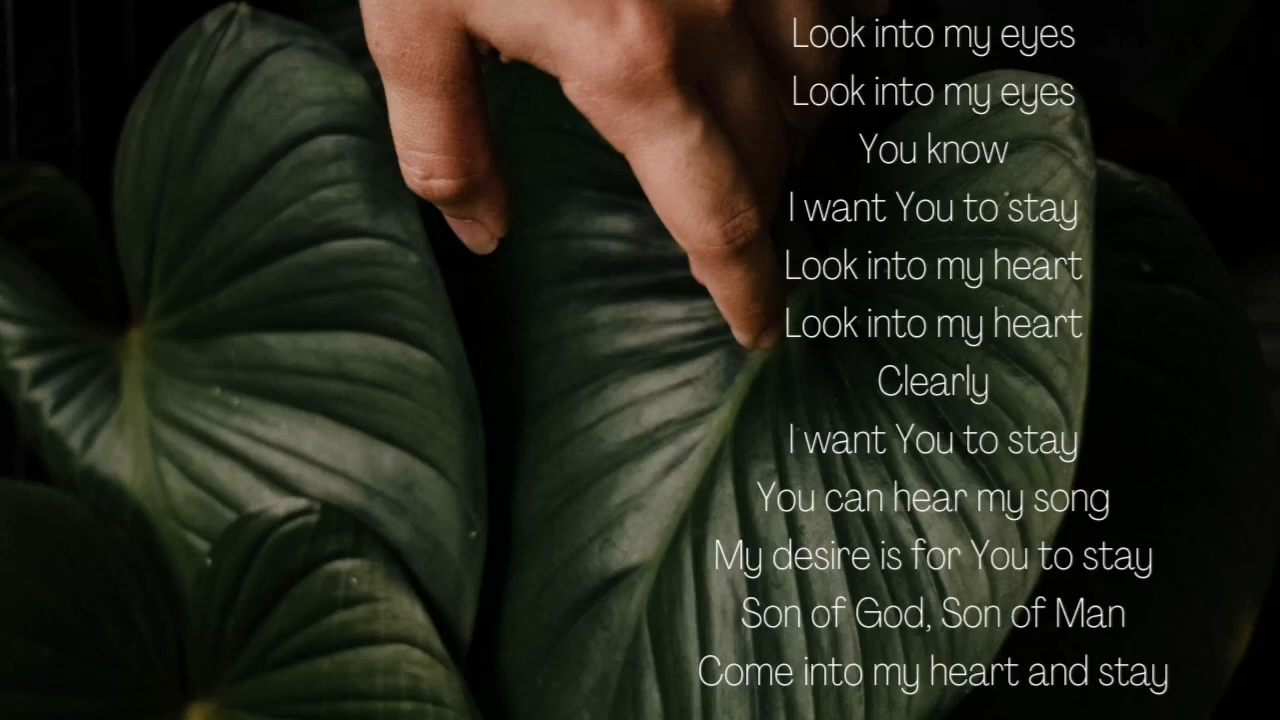 Look into my eyes
Look into my eyes
You know
I want You to stay
Look into my heart
Look into my heart
Clearly
I want You to stay
You can hear my song
My desire is for You to stay
Son of God, Son of Man
Come into my heart and stay